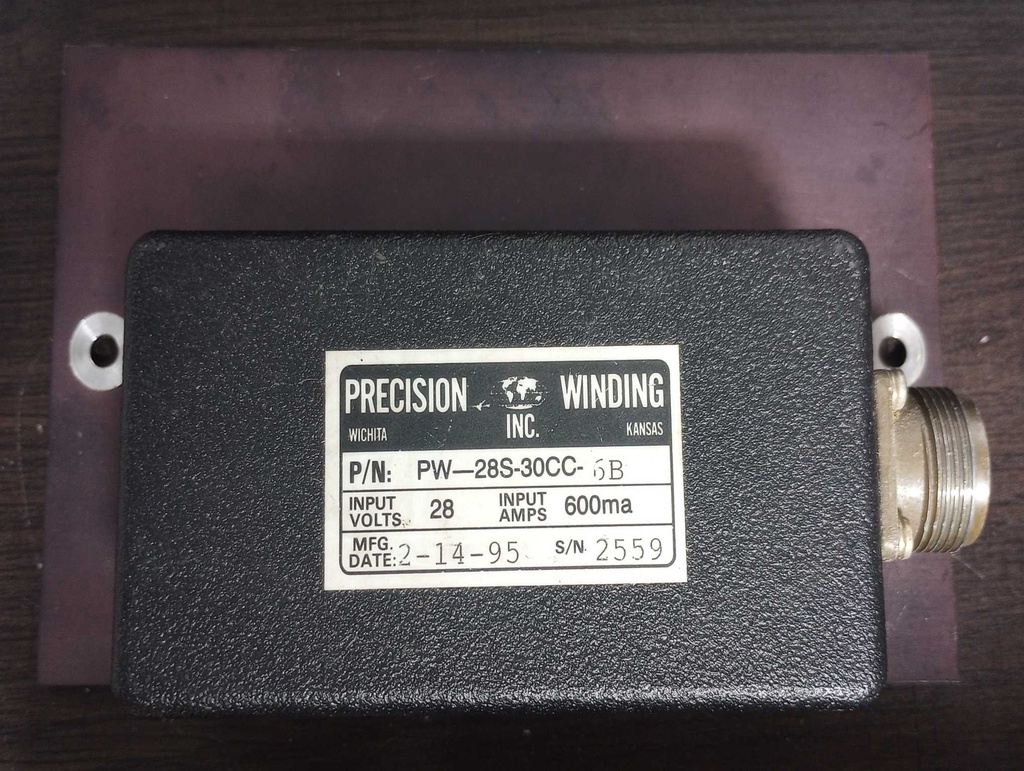 PRECISION WINDING
INC.
WICHITA KANSAS
P/N: PW-28S-30CC-6B
INPUT VOLTS 28 INPUT AMPS 600ma
MFG. DATE: 2-14-95 S/N 2559